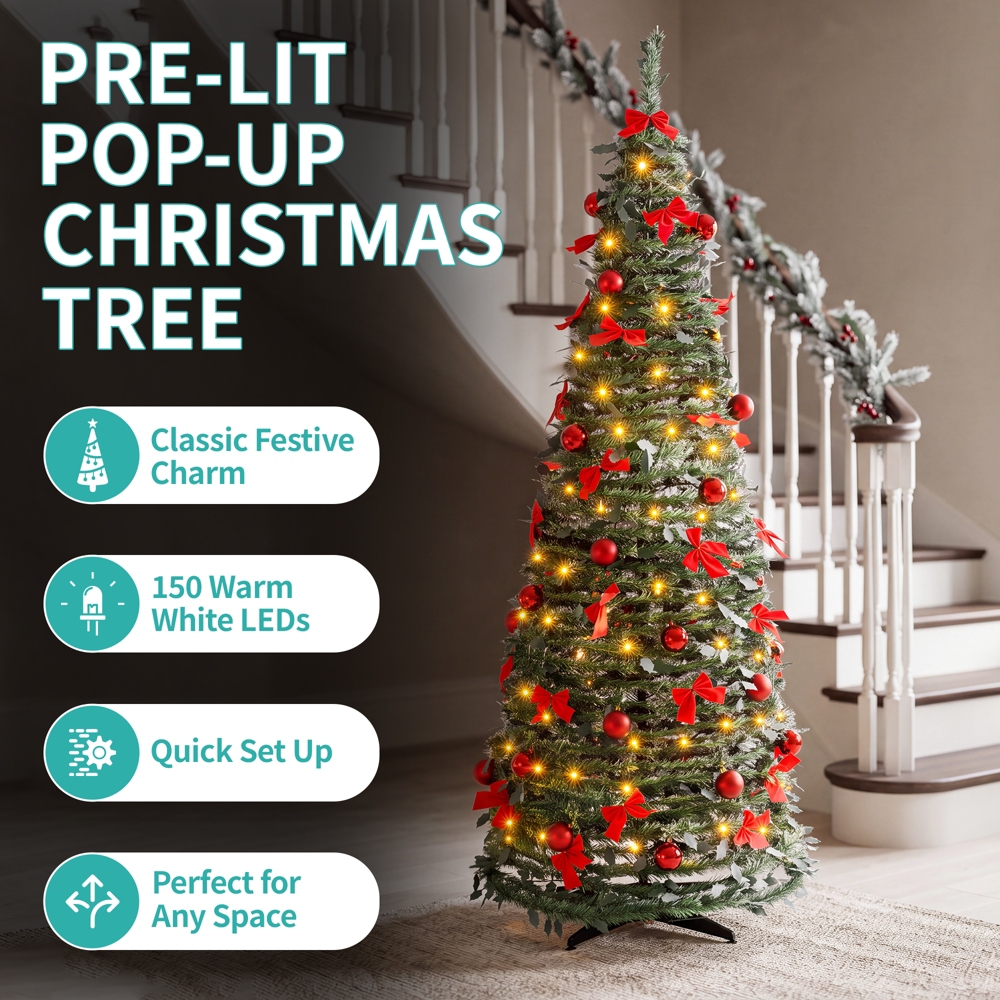 PRE-LIT
POP-UP
CHRISTMAS
TREE
Classic Festive
Charm
150 Warm
White LEDs
Quick Set Up
Perfect for
Any Space